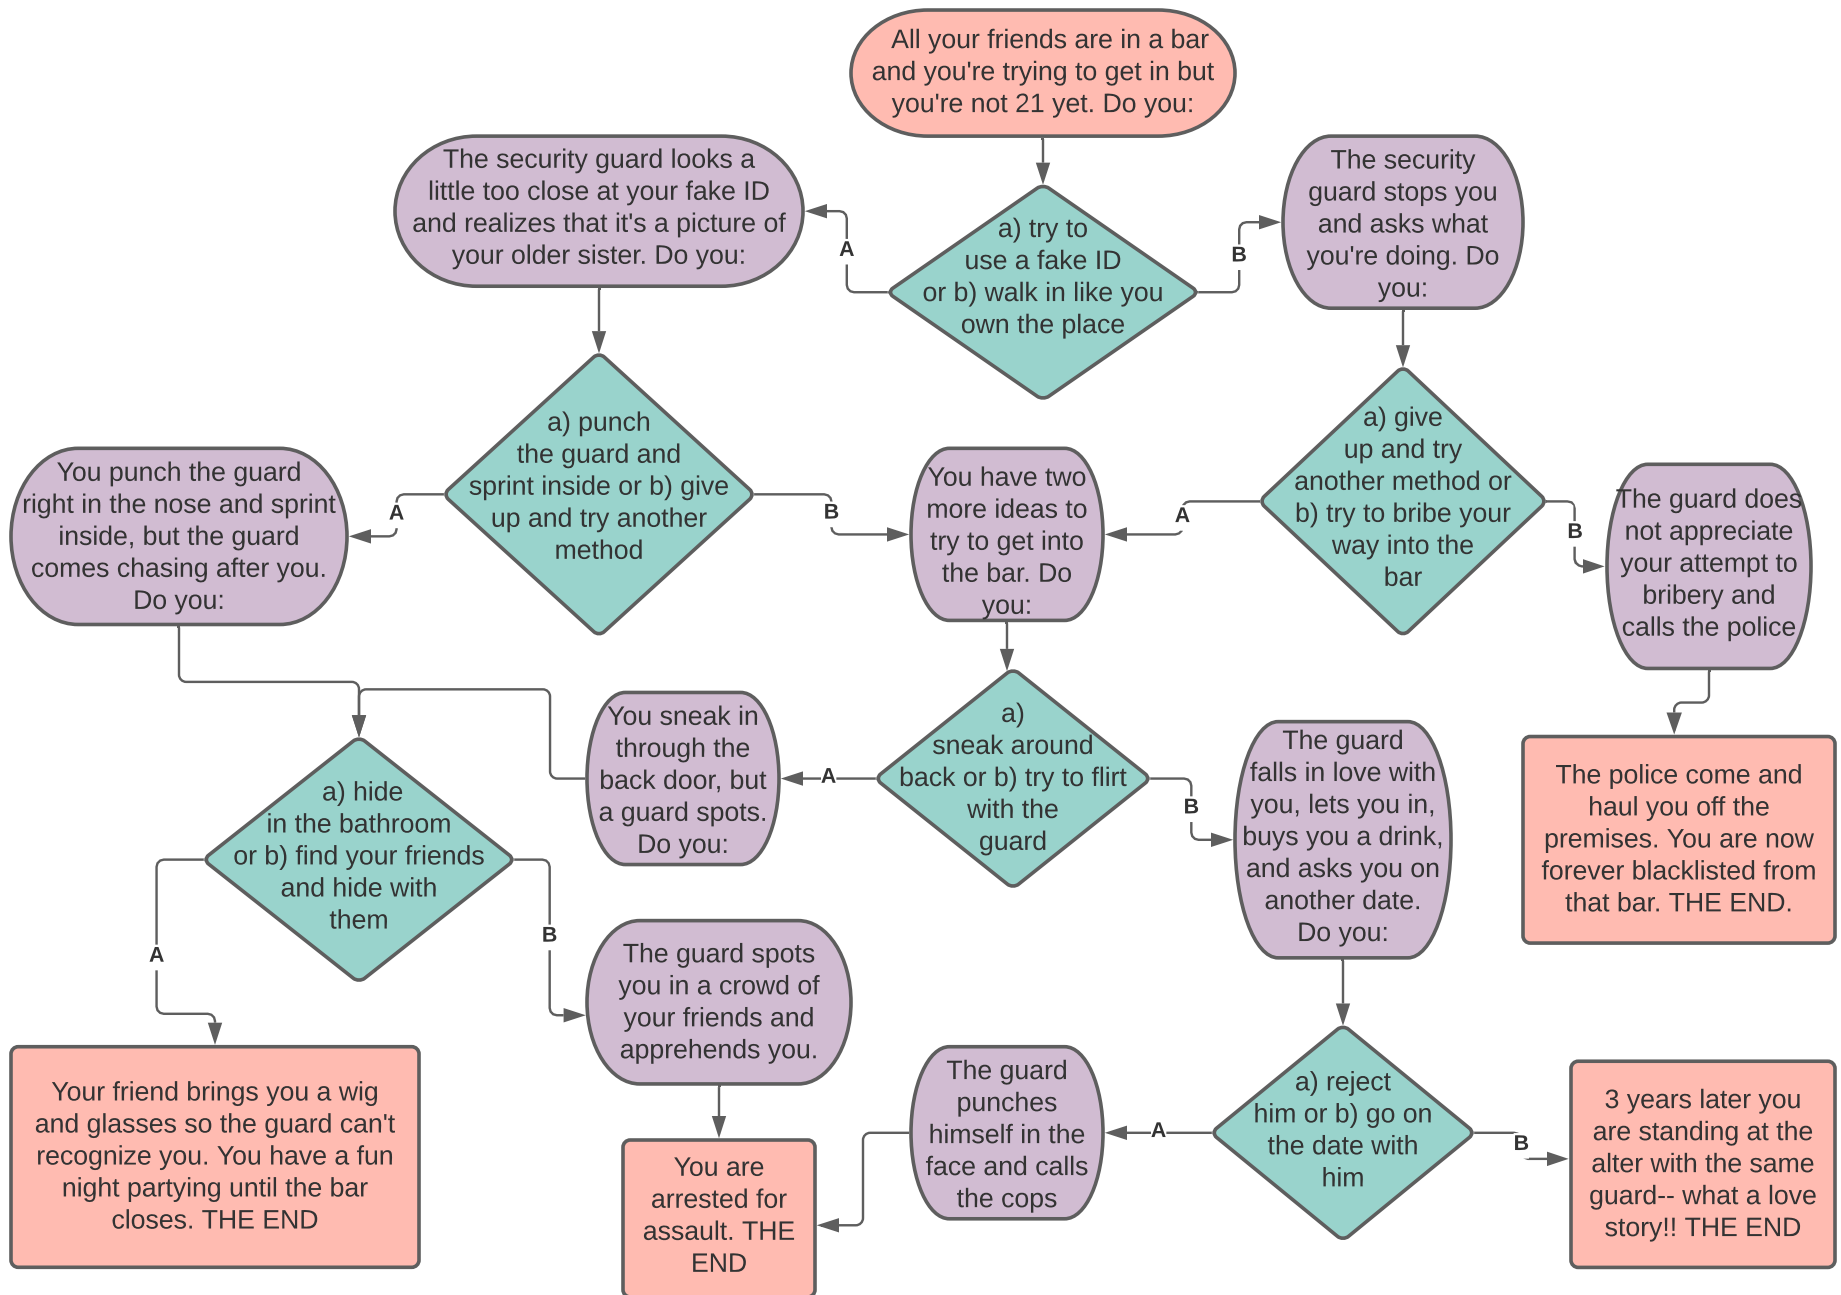 All your friends are in a bar
and you're trying to get in but
you're not 21 yet. Do you:
The security guard looks a
little too close at your fake ID
and realizes that it's a picture of
your older sister. Do you:
A
a) try to
use a fake ID
or b) walk in like you
own the place
B
The security
guard stops you
and asks what
you're doing. Do
you:
You punch the guard
right in the nose and sprint
inside, but the guard
comes chasing after you.
Do you:
A
a) punch
the guard and
sprint inside or b) give
up and try another
method
B
You have two
more ideas to
try to get into
the bar. Do
you:
A
a) give
up and try
another method or
b) try to bribe your
way into the
bar
B
The guard does
not appreciate
your attempt to
bribery and
calls the police
a) hide
in the bathroom
or b) find your friends
and hide with
them
You sneak in
through the
back door, but
a guard spots.
Do you:
A
a)
sneak around
back or b) try to flirt
with the
guard
B
The guard
falls in love with
you, lets you in,
buys you a drink,
and asks you on
another date.
Do you:
The police come and
haul you off the
premises. You are now
forever blacklisted from
that bar. THE END.
A
B
The guard spots
you in a crowd of
your friends and
apprehends you.
Your friend brings you a wig
and glasses so the guard can't
recognize you. You have a fun
night partying until the bar
closes. THE END
You are
arrested for
assault. THE
END
The guard
punches
himself in the
face and calls
the cops
A
a) reject
him or b) go on
the date with
him
B
3 years later you
are standing at the
alter with the same
guard-- what a love
story!! THE END